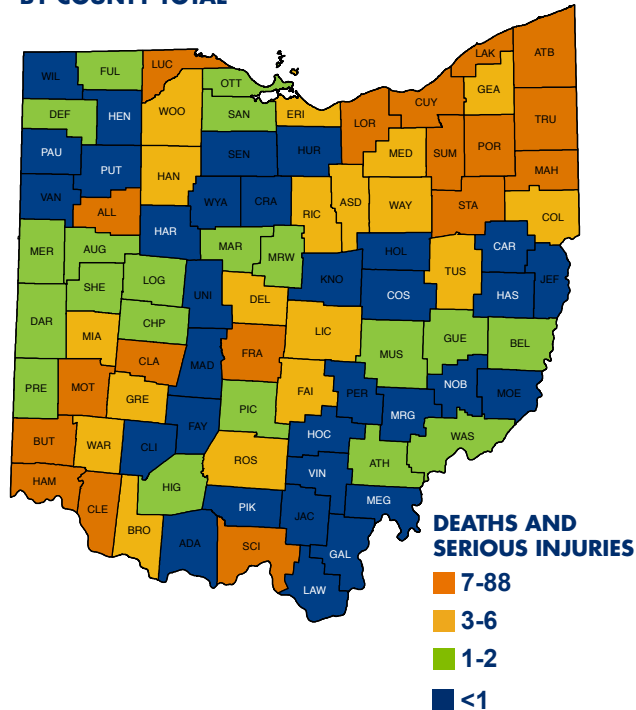 BY COUNTY TOTAL
WIL
FUL
LUC
OTT
LAK
ATB
GEA
CUY
DEF
HEN
WOO
SAN
ERI
LOR
TRU
MED
SUM
POR
PAU
PUT
HAN
SEN
HUR
MAH
VAN
ALL
WYA
CRA
RIC
ASD
WAY
STA
COL
HAR
MER
AUG
MAR
MRW
HOL
CAR
TUS
JEF
SHE
LOG
UNI
KNO
COS
HAS
DEL
DAR
CHP
LIC
MIA
MUS
GUE
BEL
CLA
MAD
FRA
PRE
MOT
GRE
PIC
FAI
PER
NOB
MOE
MRG
FAY
BUT
WAR
CLI
HOC
WAS
ROS
ATH
HAM
HIG
VIN
CLE
PIK
MEG
JAC
BRO
ADA
SCI
GAL
LAW
DEATHS AND
SERIOUS INJURIES
7-88
3-6
1-2
<1